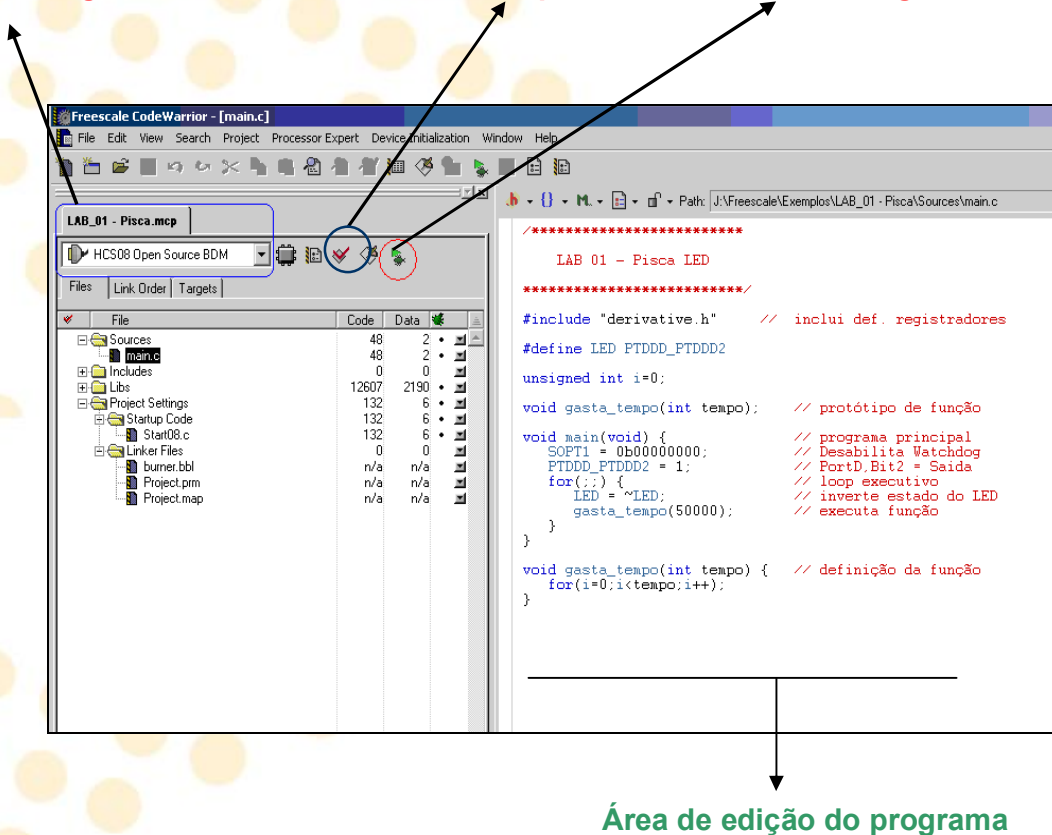 Freescale CodeWarrior - [main.c]
File Edit View Search Project Processor Expert Device Initialization Window Help
Path: J:\Freescale\Exemplos\LAB_01 - Pisca\Sources\main.c
LAB_01 - Pisca.mcp
HCS08 Open Source BDM
Files Link Order Targets
File Code Data
Sources 48 2
main.c 48 2
Includes 0 0
Libs 12607 2190
Project Settings 132 6
Startup Code 132 6
Start08.c 132 6
Linker Files 0 0
burner.bbl n/a n/a
Project.prm n/a n/a
Project.map n/a n/a
/*************************
LAB 01 - Pisca LED
**************************/
#include "derivative.h" // inclui def. registradores
#define LED PTDDD_PTDDD2
unsigned int i=0;
void gasta_tempo(int tempo); // protótipo de função
void main(void) { // programa principal
SOPT1 = 0b00000000; // Desabilita Watchdog
PTDDD_PTDDD2 = 1; // PortD,Bit2 = Saida
for(;;) { // loop executivo
LED = ~LED; // inverte estado do LED
gasta_tempo(50000); // executa função
}
}
void gasta_tempo(int tempo) { // definição da função
for(i=0;i<tempo;i++);
}
Área de edição do programa